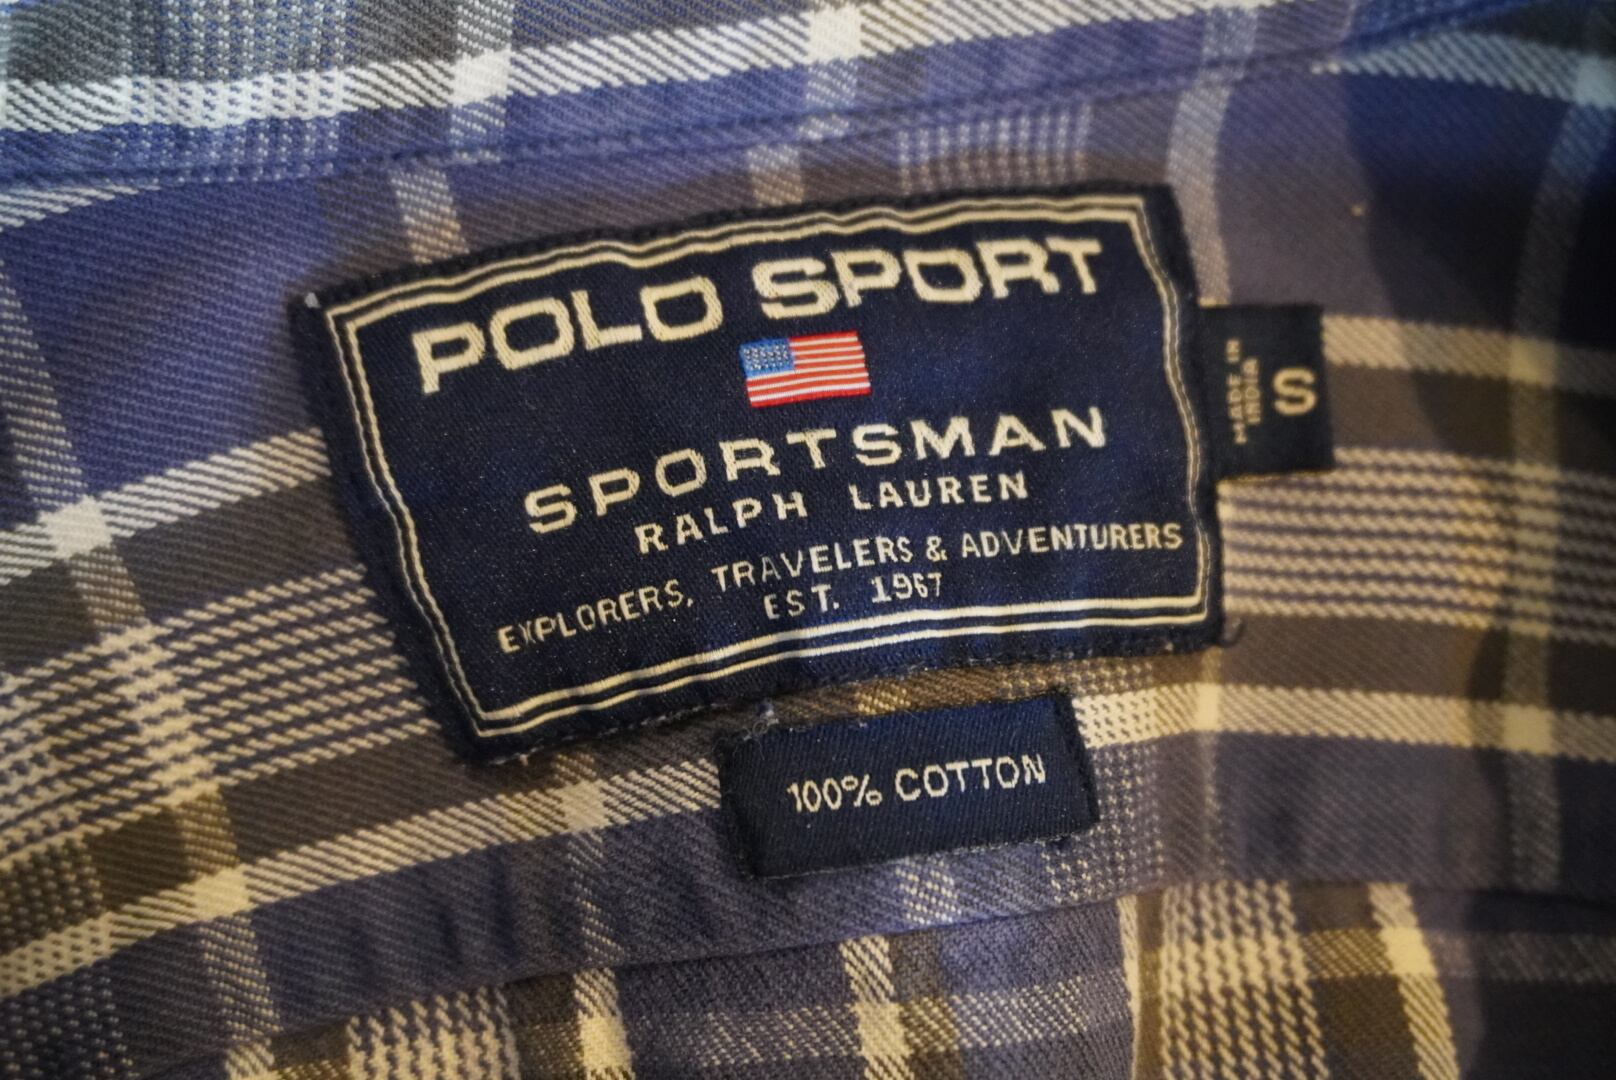 POLO SPORT
SPORTSMAN
RALPH LAUREN
EXPLORERS, TRAVELERS & ADVENTURERS
EST. 1967
MADE IN
INDIA
S
100% COTTON